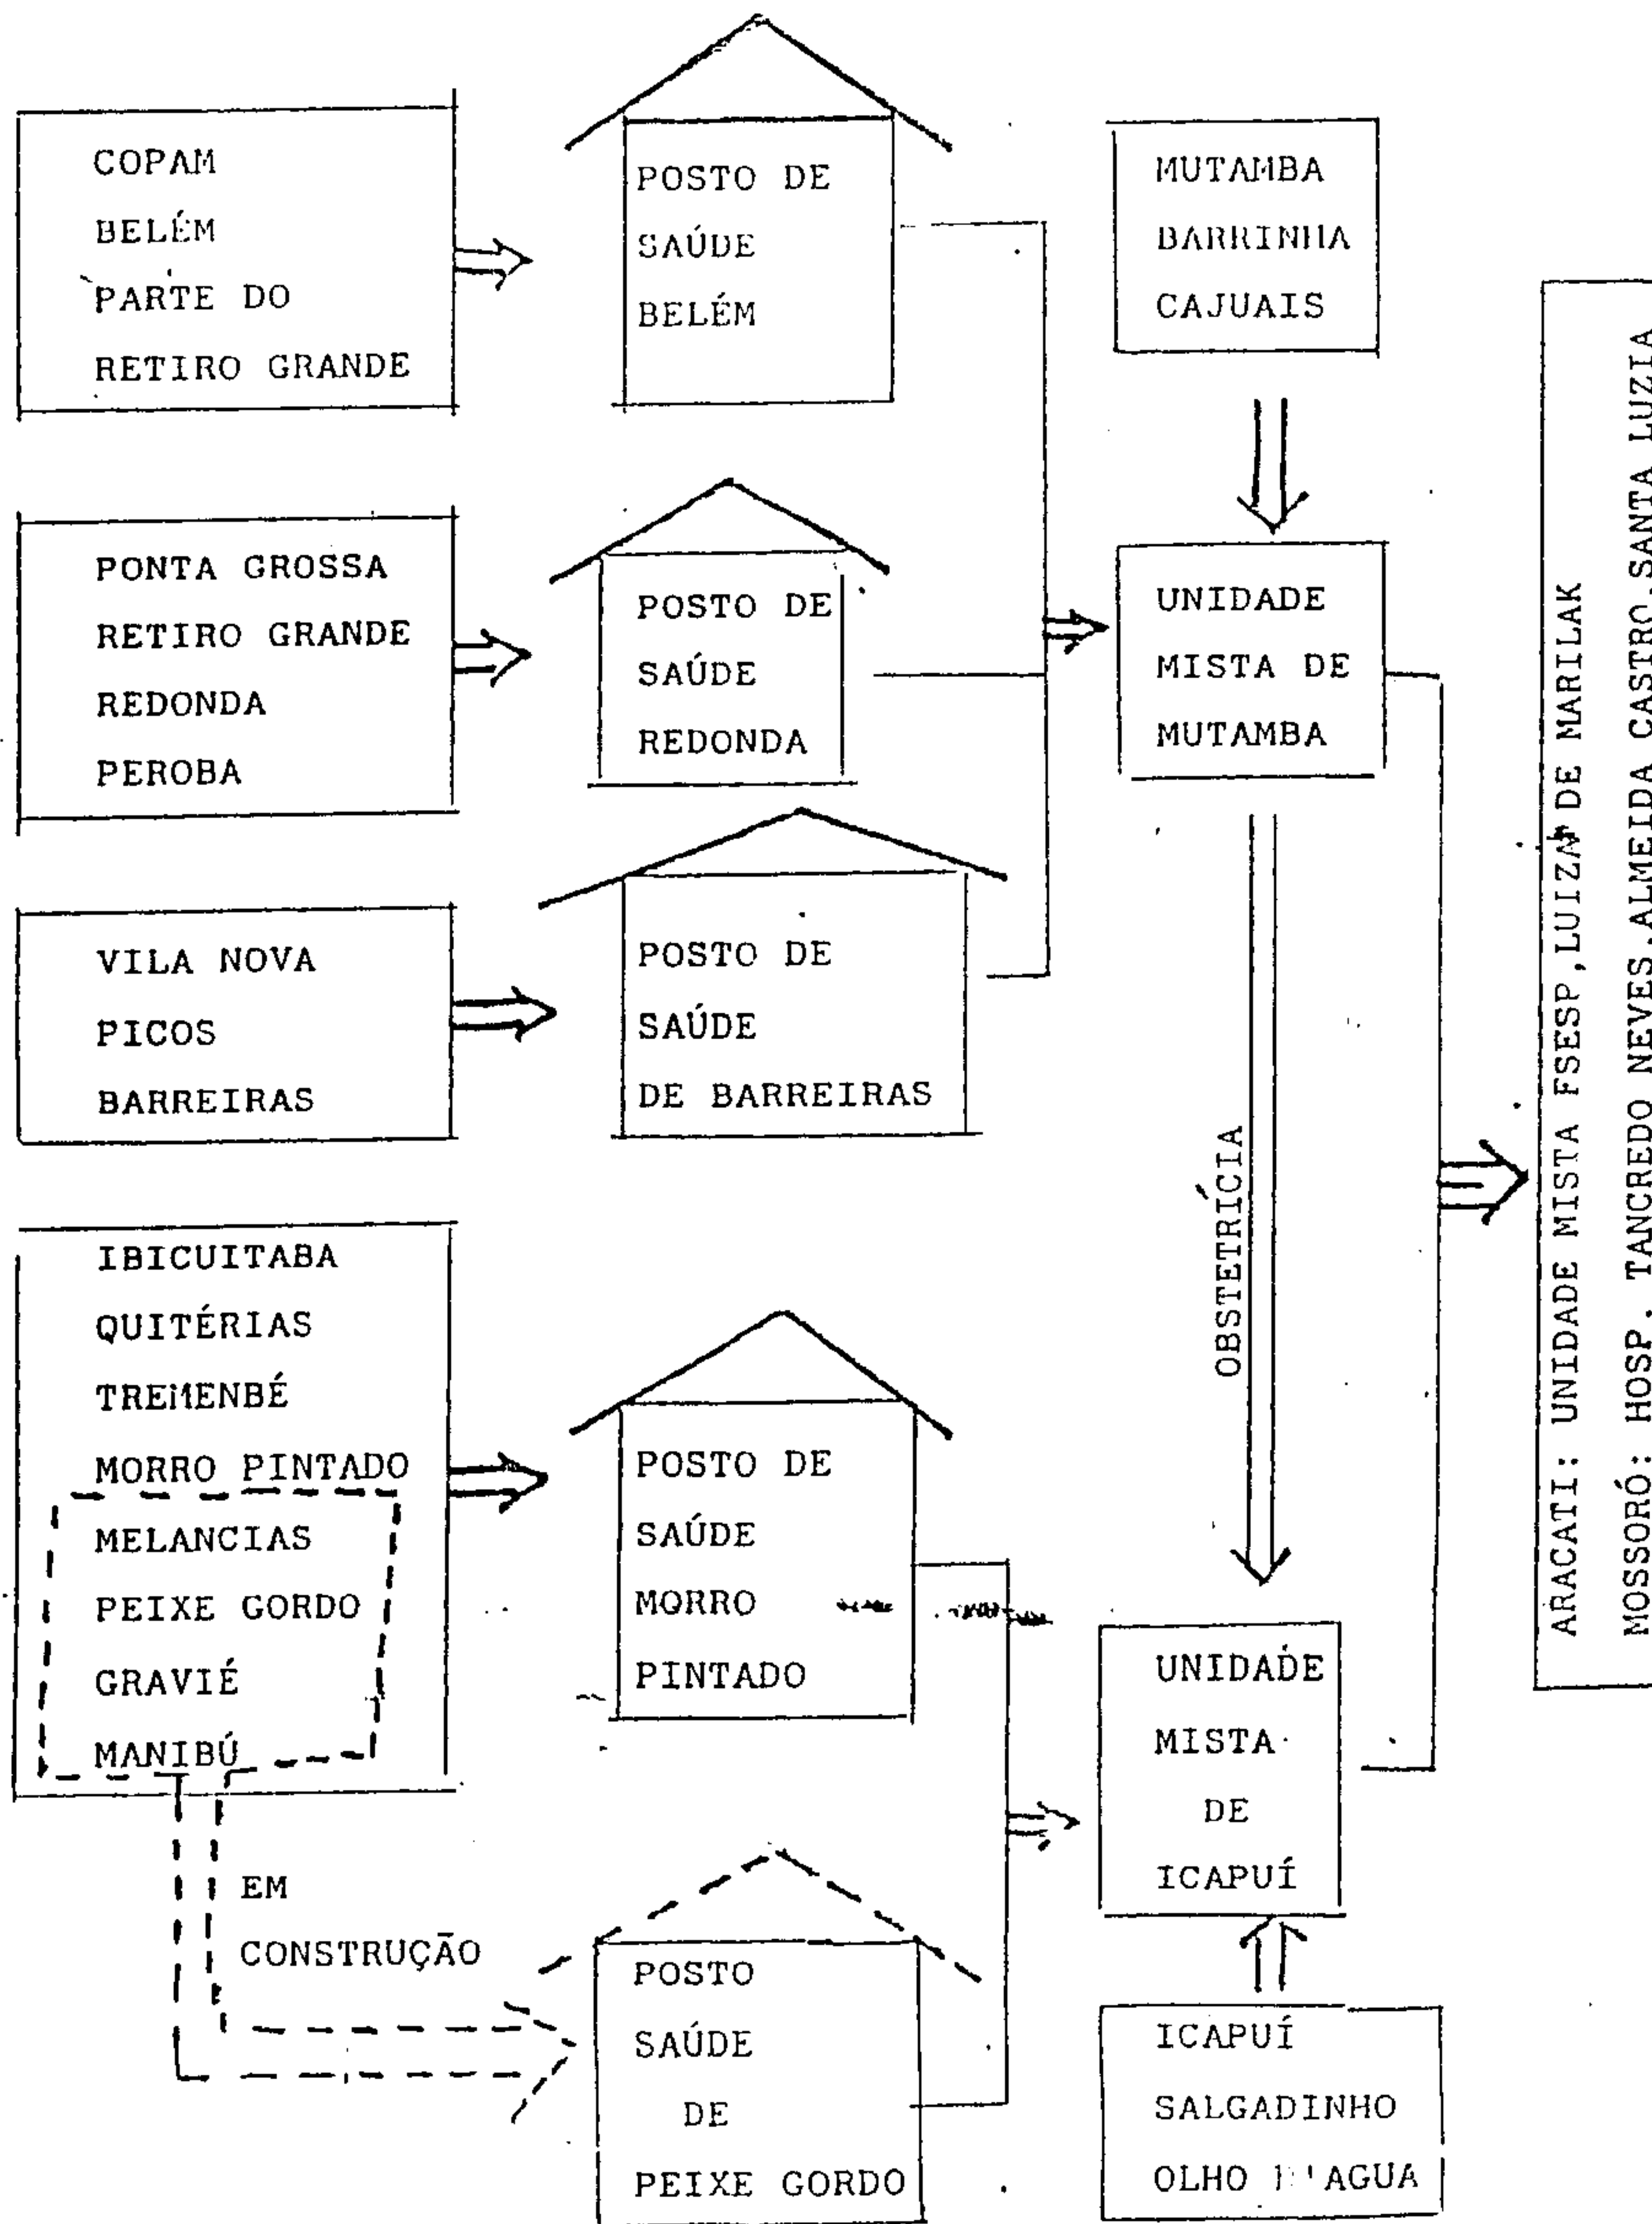 COPAM
BELÉM
PARTE DO
RETIRO GRANDE
POSTO DE
SAÚDE
BELÉM
MUTAMBA
BARRINHA
CAJUAIS
PONTA GROSSA
RETIRO GRANDE
REDONDA
PEROBA
POSTO DE
SAÚDE
REDONDA
UNIDADE
MISTA DE
MUTAMBA
VILA NOVA
PICOS
BARREIRAS
POSTO DE
SAÚDE
DE BARREIRAS
OBSTETRÍCIA
IBICUITABA
QUITÉRIAS
TREMENBÉ
MORRO PINTADO
MELANCIAS
PEIXE GORDO
GRAVIÉ
MANIBÚ
POSTO DE
SAÚDE
MORRO
PINTADO
EM
CONSTRUÇÃO
POSTO
SAÚDE
DE
PEIXE GORDO
UNIDADE
MISTA
DE
ICAPUÍ
ICAPUÍ
SALGADINHO
OLHO D'AGUA
ARACATI: UNIDADE MISTA FSESP, LUIZA DE MARILAK
MOSSORÓ: HOSP. TANCREDO NEVES, ALMEIDA CASTRO, SANTA LUZIA